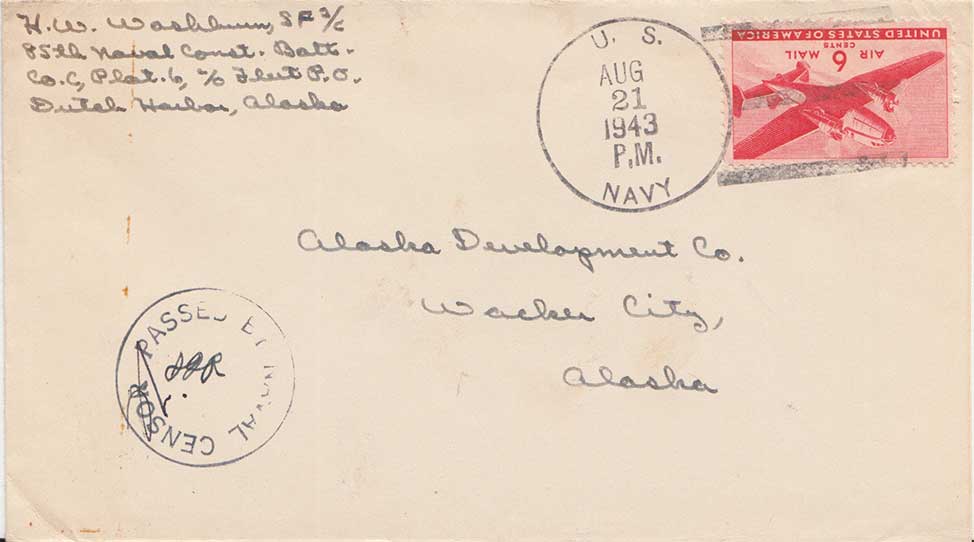 H. W. Washburn, SF 3/c
85th Naval Const. Batt.
Co. C, Plat. 6, c/o Fleet P.O.
Dutch Harbor, Alaska
U. S.
AUG
21
1943
P.M.
NAVY
UNITED STATES OF AMERICA
6 CENTS
AIR MAIL
Alaska Development Co.
Wacker City,
Alaska
PASSED BY NAVAL CENSOR